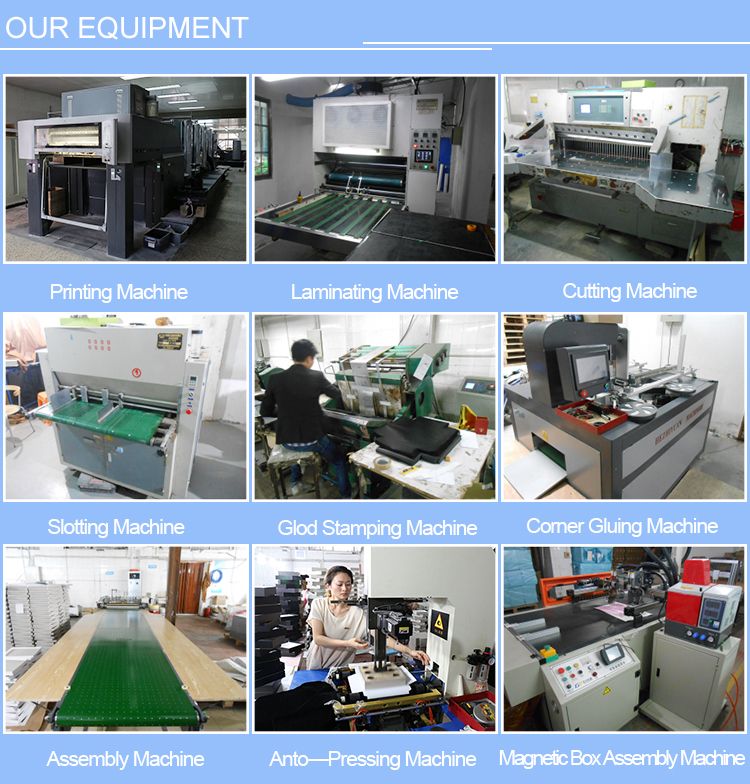 OUR EQUIPMENT
Printing Machine
Laminating Machine
Cutting Machine
Slotting Machine
Glod Stamping Machine
Corner Gluing Machine
Assembly Machine
Anto—Pressing Machine
Magnetic Box Assembly Machine